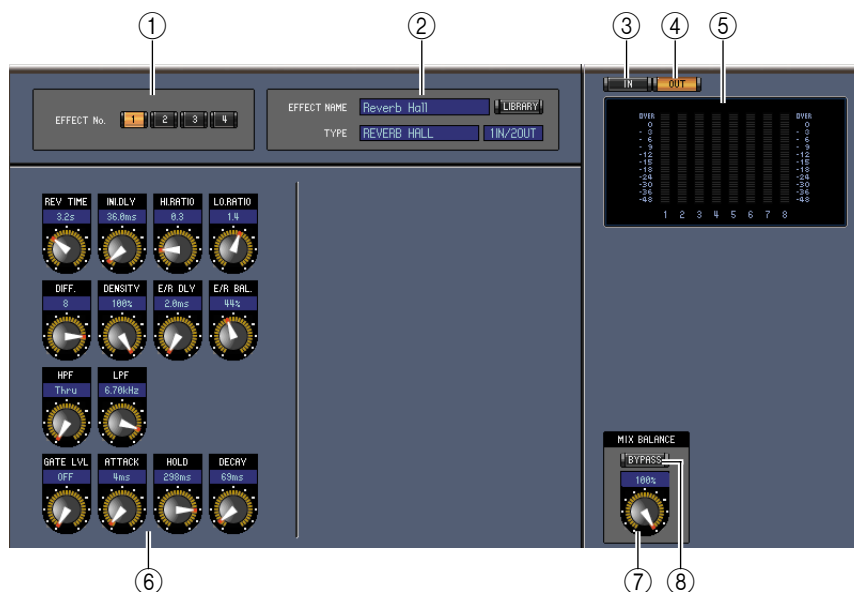 ① ② ③ ④ ⑤
IN OUT
EFFECT No. 1 2 3 4
EFFECT NAME Reverb Hall LIBRARY
TYPE REVERB HALL 1IN/2OUT
OVER OVER
0 0
- 3 - 3
- 6 - 6
- 9 - 9
-12 -12
-15 -15
-18 -18
-24 -24
-30 -30
-36 -36
-48 -48
1 2 3 4 5 6 7 8
REV TIME INI.DLY HI.RATIO LO.RATIO
3.2s 36.0ms 0.3 1.4
DIFF. DENSITY E/R DLY E/R BAL.
8 100% 2.0ms 44%
HPF LPF
Thru 6.70kHz
GATE LVL ATTACK HOLD DECAY
OFF 4ms 298ms 69ms
MIX BALANCE
BYPASS
100%
⑥ ⑦ ⑧